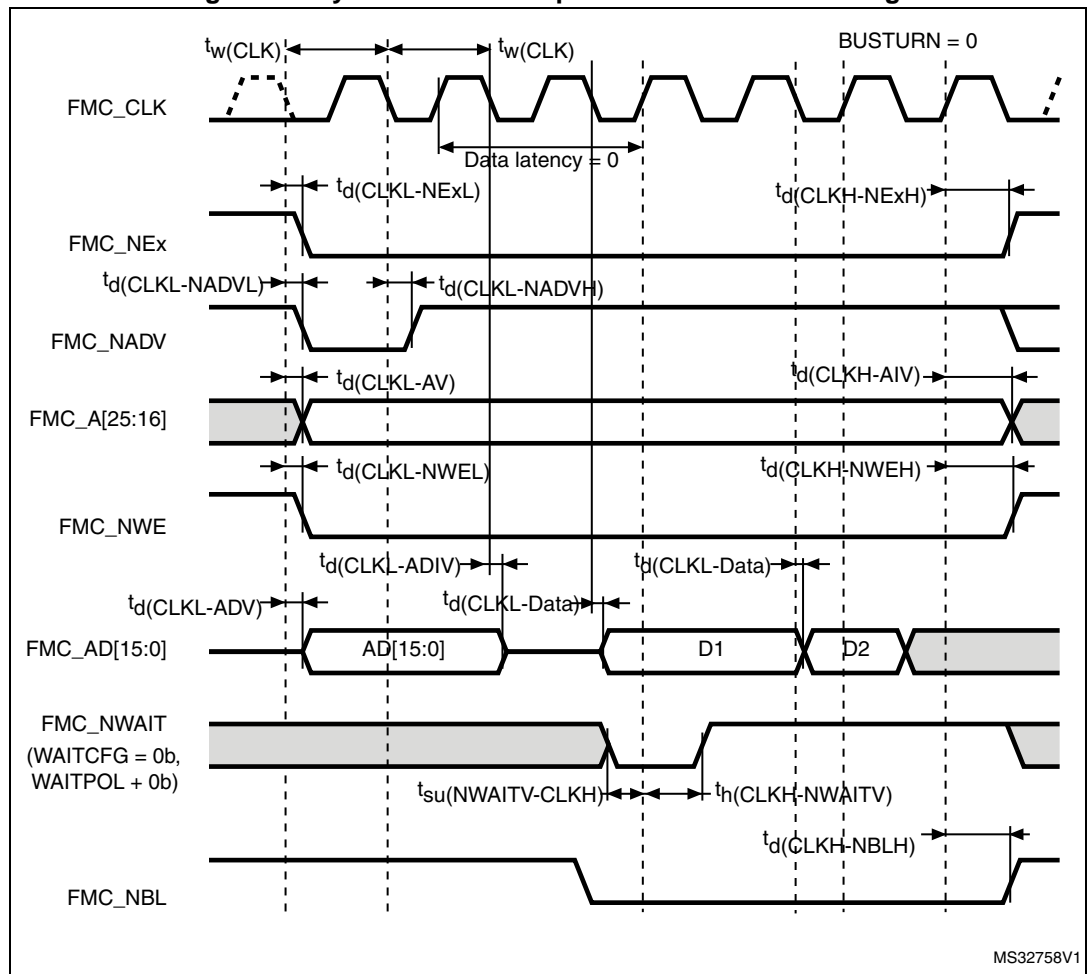 tw(CLK) tw(CLK) BUSTURN = 0
FMC_CLK
Data latency = 0
td(CLKL-NExL) td(CLKH-NExH)
FMC_NEx
td(CLKL-NADVL) td(CLKL-NADVH)
FMC_NADV
td(CLKL-AV) td(CLKH-AIV)
FMC_A[25:16]
td(CLKL-NWEL) td(CLKH-NWEH)
FMC_NWE
td(CLKL-ADIV) td(CLKL-Data)
td(CLKL-ADV) td(CLKL-Data)
FMC_AD[15:0] AD[15:0] D1 D2
FMC_NWAIT
(WAITCFG = 0b,
WAITPOL + 0b)
tsu(NWAITV-CLKH) th(CLKH-NWAITV)
td(CLKH-NBLH)
FMC_NBL
MS32758V1